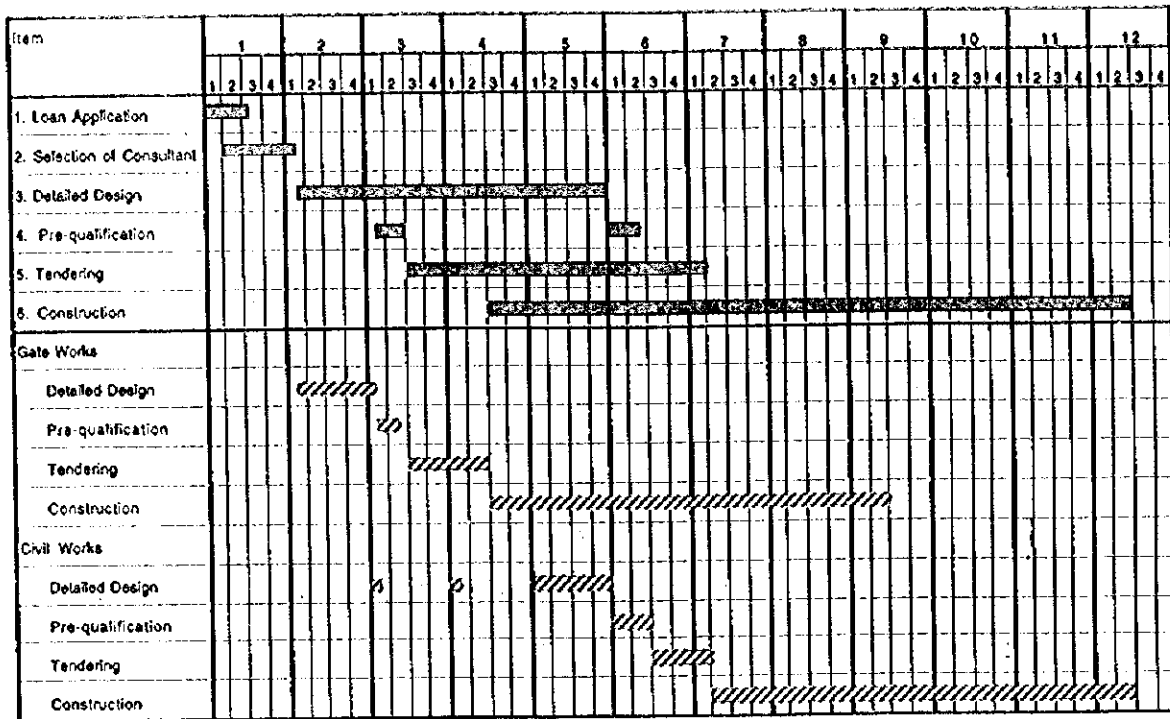 Item
1 2 3 4 5 6 7 8 9 10 11 12
1 2 3 4 1 2 3 4 1 2 3 4 1 2 3 4 1 2 3 4 1 2 3 4 1 2 3 4 1 2 3 4 1 2 3 4 1 2 3 4 1 2 3 4 1 2 3 4
1. Loan Application
2. Selection of Consultant
3. Detailed Design
4. Pre-qualification
5. Tendering
6. Construction
Gate Works
Detailed Design
Pre-qualification
Tendering
Construction
Civil Works
Detailed Design
Pre-qualification
Tendering
Construction